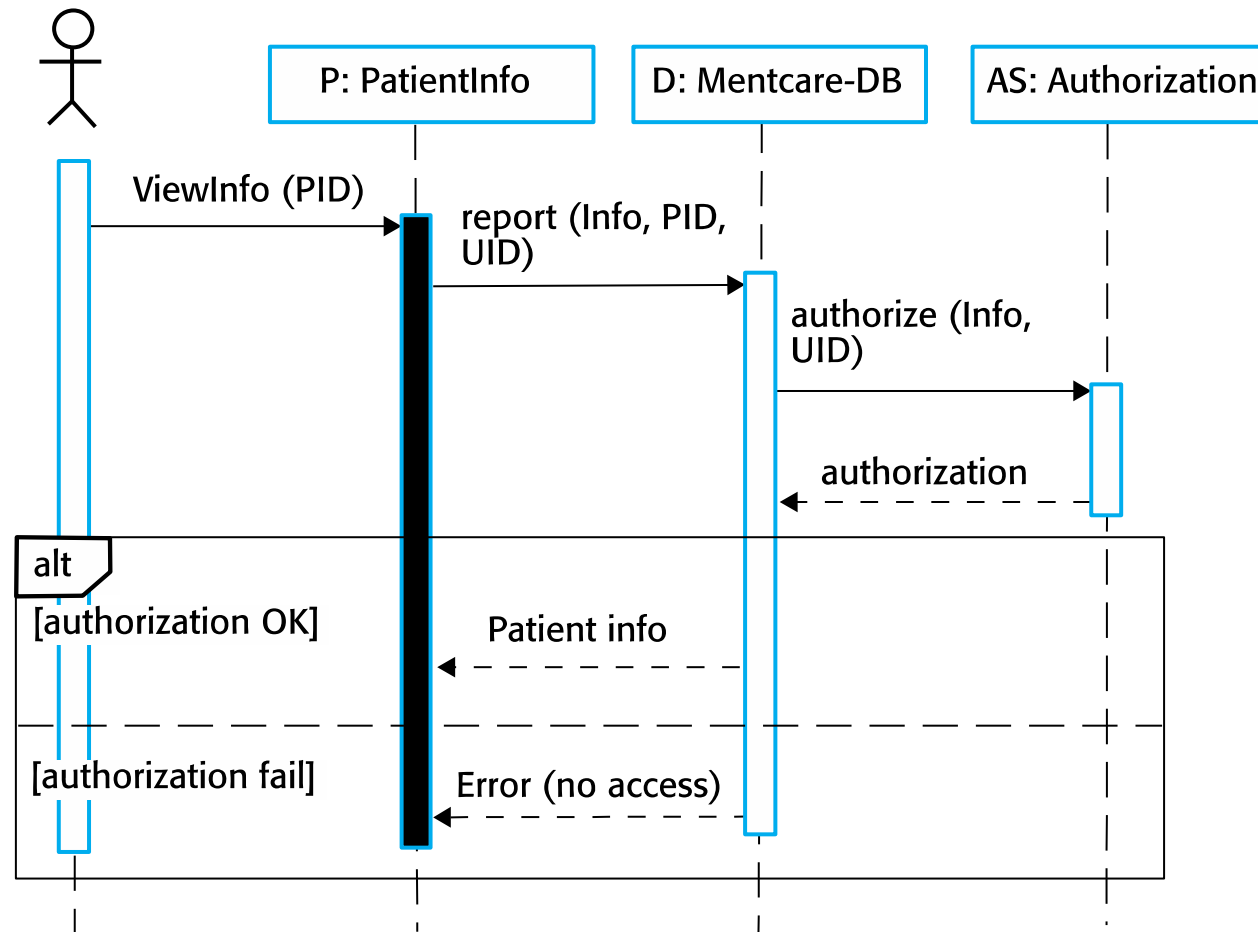 P: PatientInfo
D: Mentcare-DB
AS: Authorization
ViewInfo (PID)
report (Info, PID,
UID)
authorize (Info,
UID)
authorization
alt
[authorization OK]
Patient info
[authorization fail]
Error (no access)